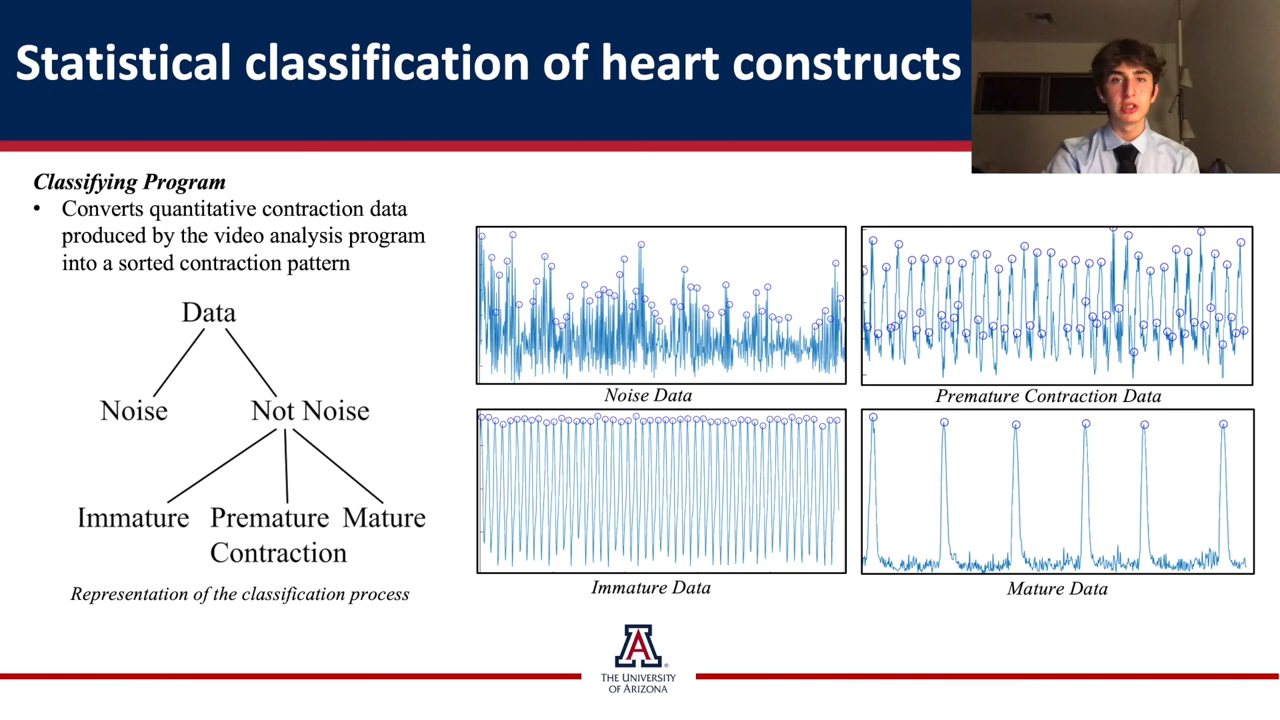 Statistical classification of heart constructs
Classifying Program
• Converts quantitative contraction data
produced by the video analysis program
into a sorted contraction pattern
Data
Noise Not Noise
Immature Premature Mature
Contraction
Representation of the classification process
Noise Data
Premature Contraction Data
Immature Data
Mature Data
A
THE UNIVERSITY
OF ARIZONA